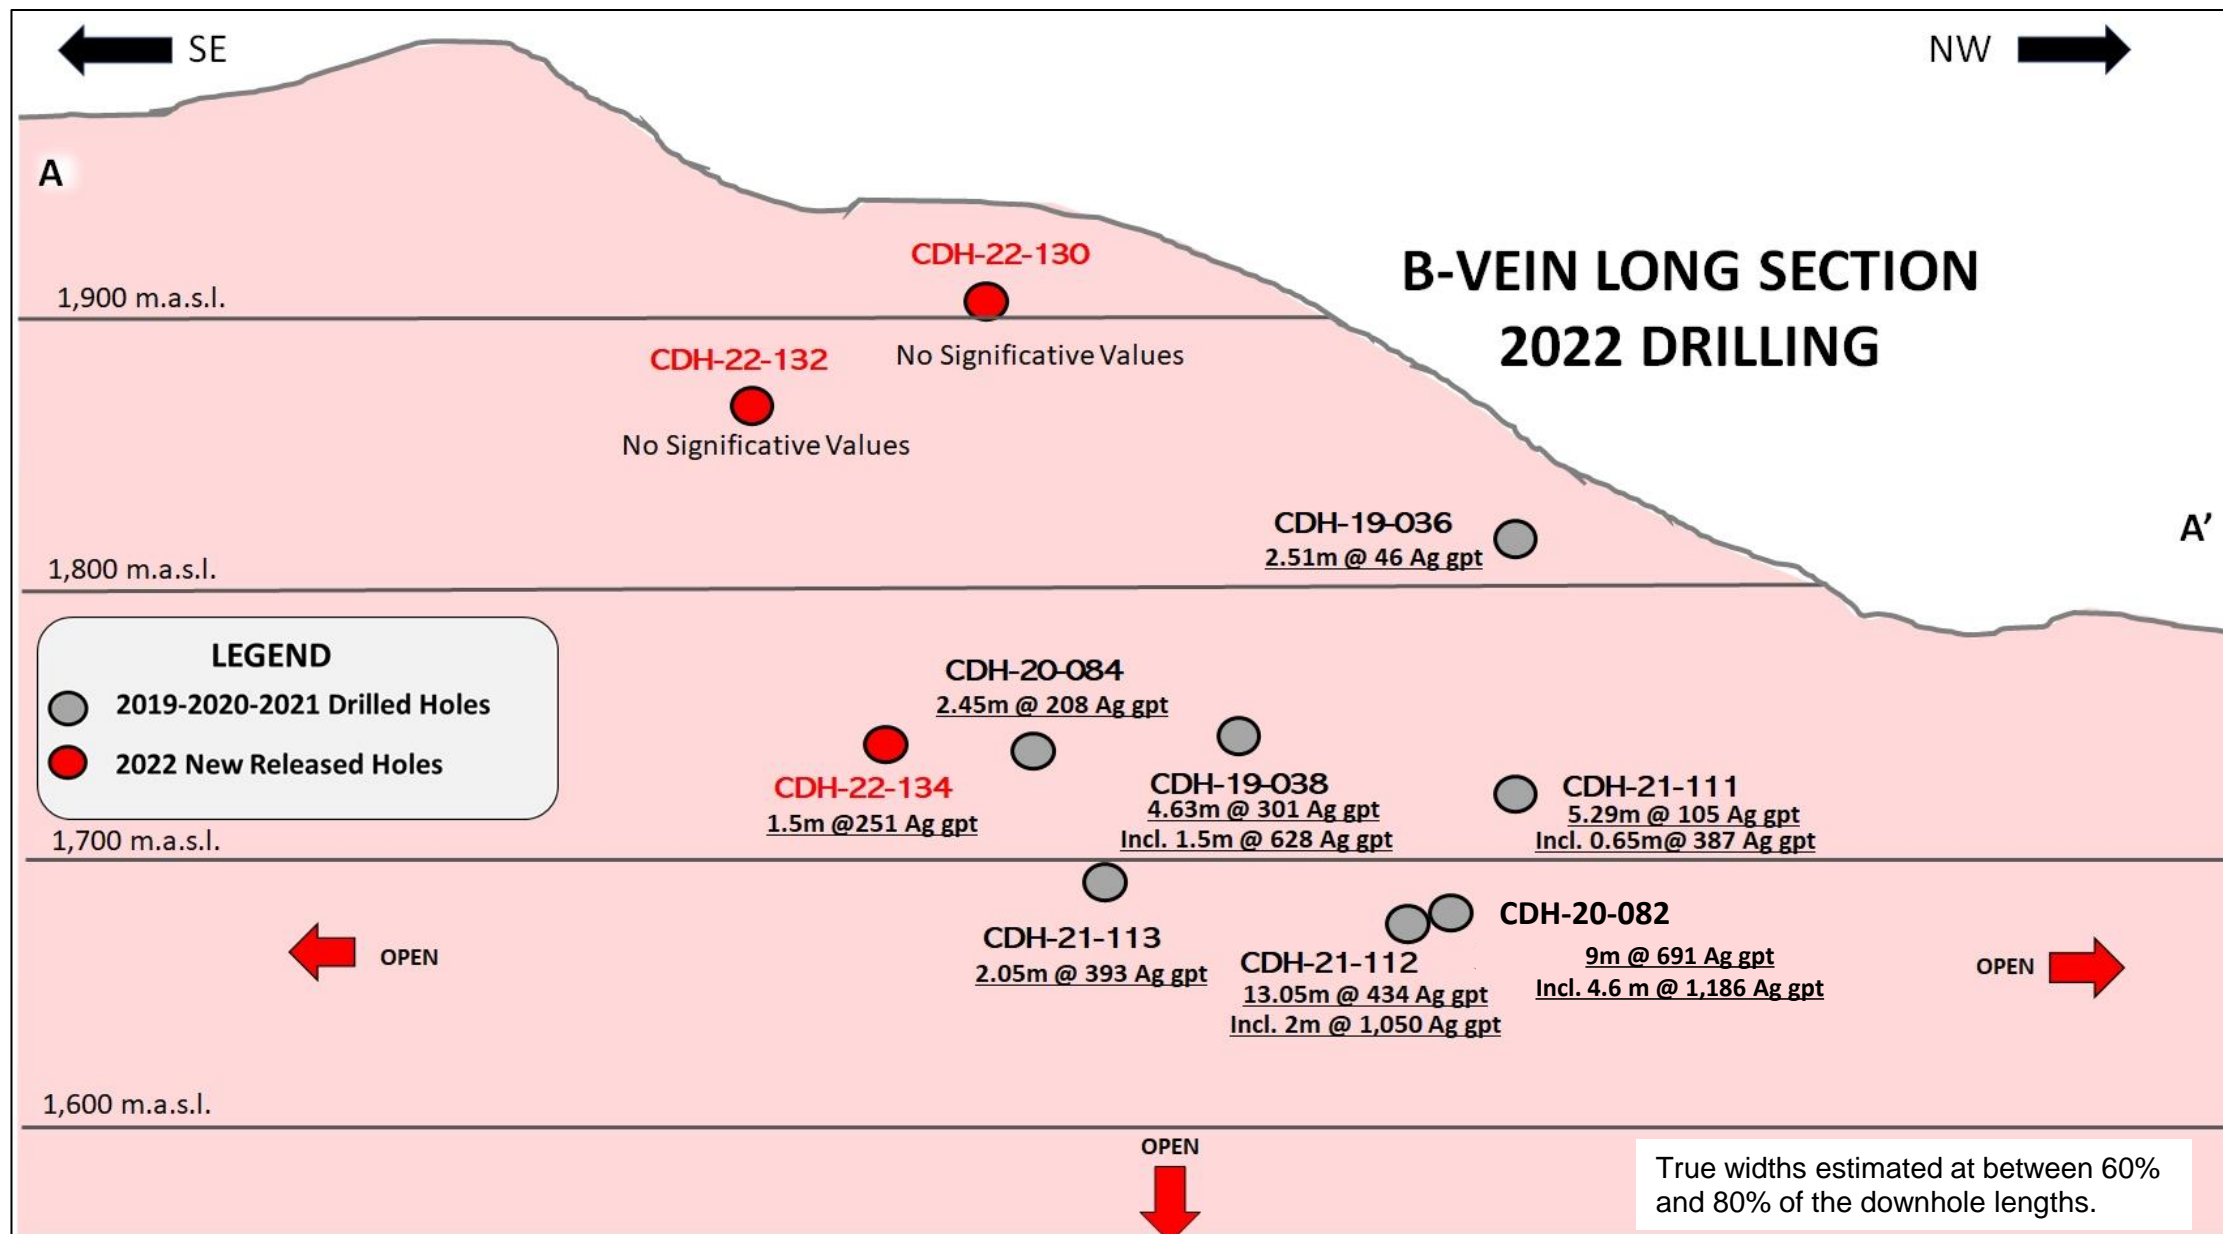 SE
NW
A
CDH-22-130
B-VEIN LONG SECTION
2022 DRILLING
1,900 m.a.s.l.
No Significative Values
CDH-22-132
No Significative Values
CDH-19-036
2.51m @ 46 Ag gpt
A’
1,800 m.a.s.l.
LEGEND
2019-2020-2021 Drilled Holes
2022 New Released Holes
CDH-20-084
2.45m @ 208 Ag gpt
CDH-22-134
1.5m @251 Ag gpt
CDH-19-038
4.63m @ 301 Ag gpt
Incl. 1.5m @ 628 Ag gpt
CDH-21-111
5.29m @ 105 Ag gpt
Incl. 0.65m@ 387 Ag gpt
1,700 m.a.s.l.
OPEN
CDH-21-113
2.05m @ 393 Ag gpt
CDH-21-112
13.05m @ 434 Ag gpt
Incl. 2m @ 1,050 Ag gpt
CDH-20-082
9m @ 691 Ag gpt
Incl. 4.6 m @ 1,186 Ag gpt
OPEN
1,600 m.a.s.l.
OPEN
True widths estimated at between 60%
and 80% of the downhole lengths.